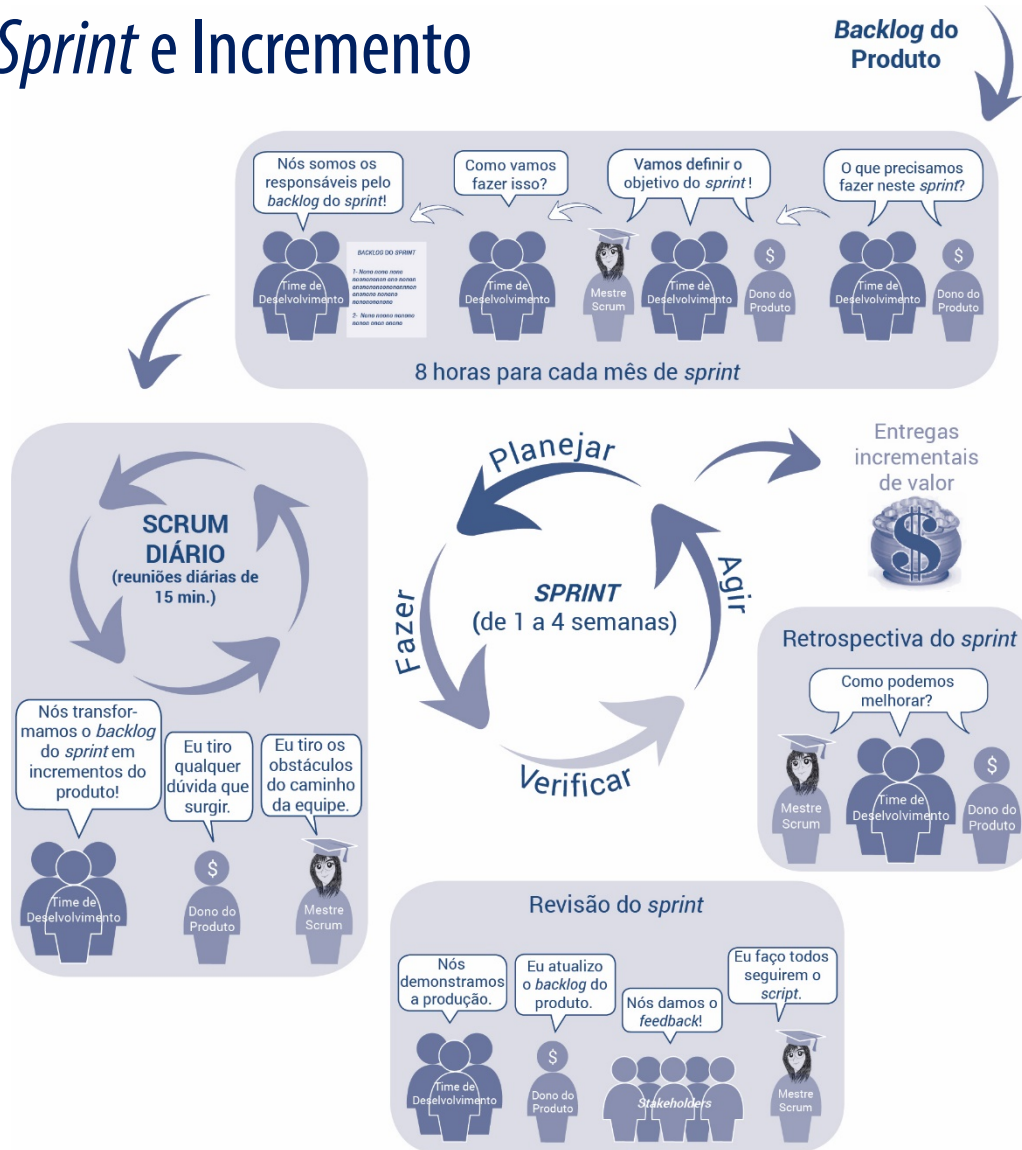 Sprint e Incremento
Backlog do
Produto
Nós somos os
responsáveis pelo
backlog do sprint!
Como vamos
fazer isso?
Vamos definir o
objetivo do sprint !
O que precisamos
fazer neste sprint?
Time de
Deselvolvimento
BACKLOG DO SPRINT
1- Nono nono nono
2- Nono
Time de
Deselvolvimento
Mestre
Scrum
Time de
Deselvolvimento
Dono do
Produto
Time de
Deselvolvimento
Dono do
Produto
8 horas para cada mês de sprint
SCRUM
DIÁRIO
(reuniões diárias de
15 min.)
Nós transfor-
mamos o backlog
do sprint em
incrementos do
produto!
Eu tiro
qualquer
dúvida que
surgir.
Eu tiro os
obstáculos
do caminho
da equipe.
Time de
Deselvolvimento
$
Dono do
Produto
Mestre
Scrum
Planejar
Fazer
Verificar
Agir
SPRINT
(de 1 a 4 semanas)
Entregas
incrementais
de valor
$
Retrospectiva do sprint
Como podemos
melhorar?
Mestre
Scrum
Time de
Deselvolvimento
$
Dono do
Produto
Revisão do sprint
Nós
demonstramos
a produção.
Eu atualizo
o backlog do
produto.
Nós damos o
feedback!
Eu faço todos
seguirem o
script.
Time de
Deselvolvimento
$
Dono do
Produto
Stakeholders
Mestre
Scrum